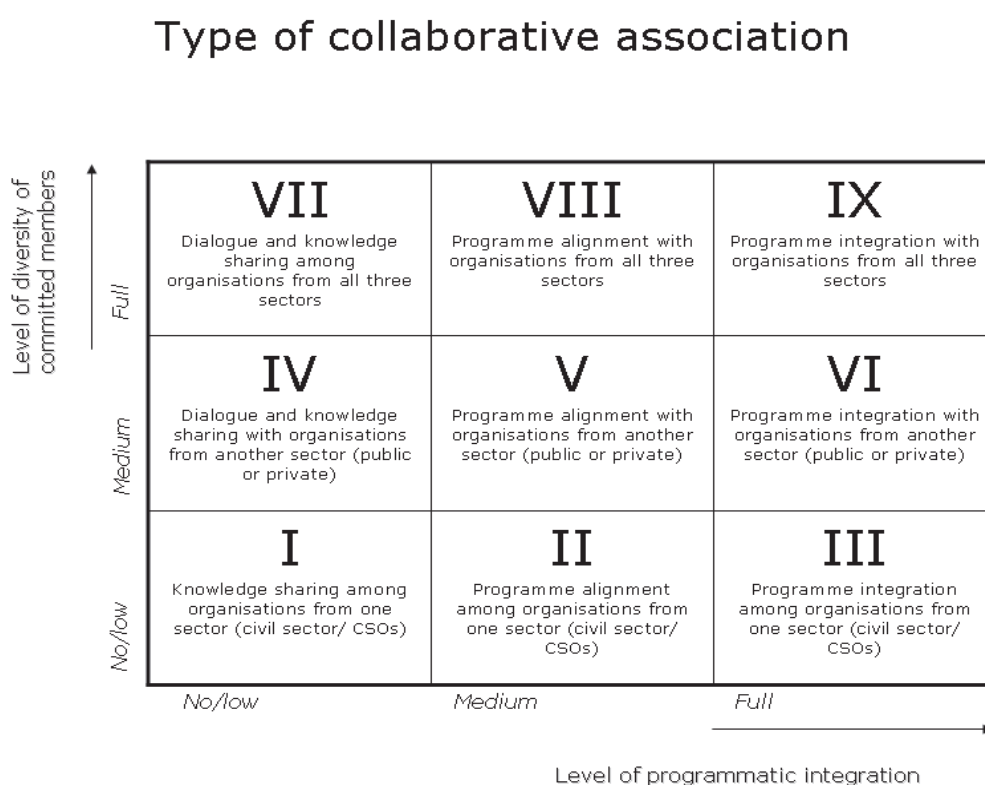 Type of collaborative association
Level of diversity of
committed members
Full
Medium
No/low
VII
Dialogue and knowledge
sharing among
organisations from all three
sectors
VIII
Programme alignment with
organisations from all three
sectors
IX
Programme integration with
organisations from all three
sectors
IV
Dialogue and knowledge
sharing with organisations
from another sector (public
or private)
V
Programme alignment with
organisations from another
sector (public or private)
VI
Programme integration with
organisations from another
sector (public or private)
I
Knowledge sharing among
organisations from one
sector (civil sector/ CSOs)
II
Programme alignment
among organisations from
one sector (civil sector/
CSOs)
III
Programme integration
among organisations from
one sector (civil sector/
CSOs)
No/low
Medium
Full
Level of programmatic integration